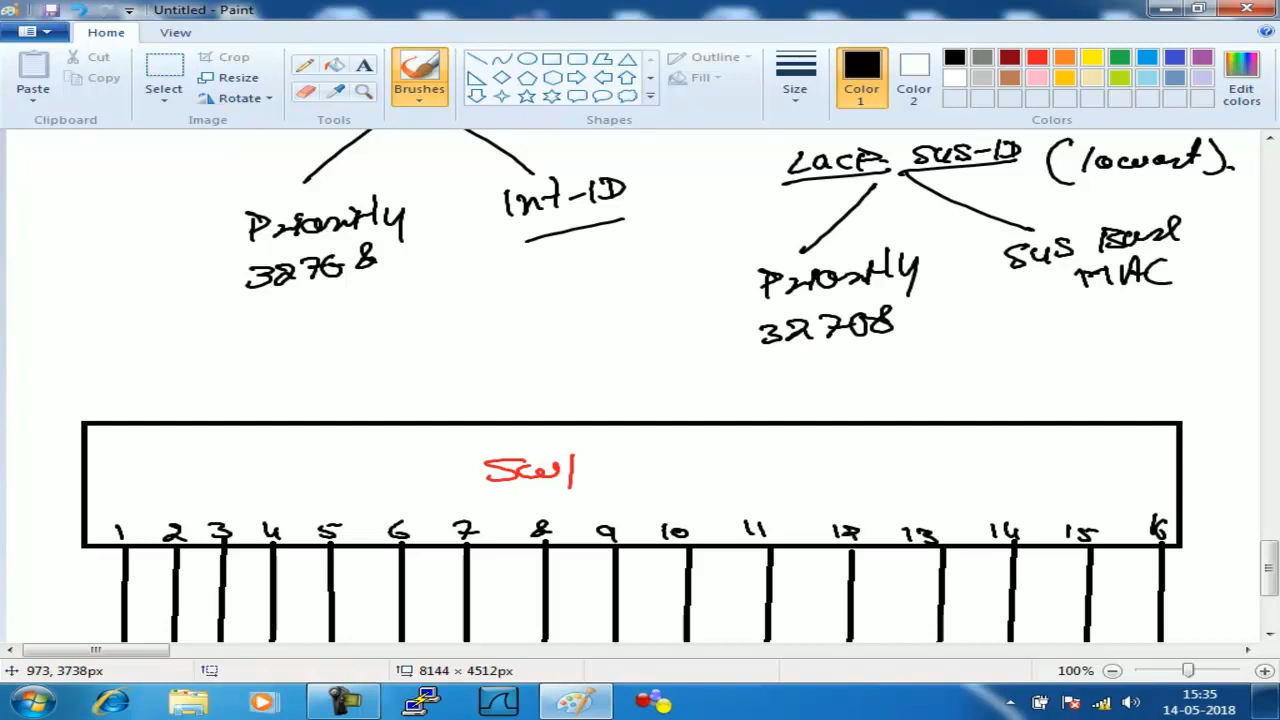 Untitled - Paint
Home View
Paste
Cut
Copy
Clipboard
Select
Crop
Resize
Rotate
Image
Tools
Brushes
Shapes
Outline
Fill
Size
Color 1
Color 2
Colors
Edit colors
Priority
32768
Int-ID
LACP SYS-ID (lowest).
Priority
32708
SYS Base
MAC
SW1
1 2 3 4 5 6 7 8 9 10 11 12 13 14 15 16
973, 3738px
8144 × 4512px
100%
15:35
14-05-2018